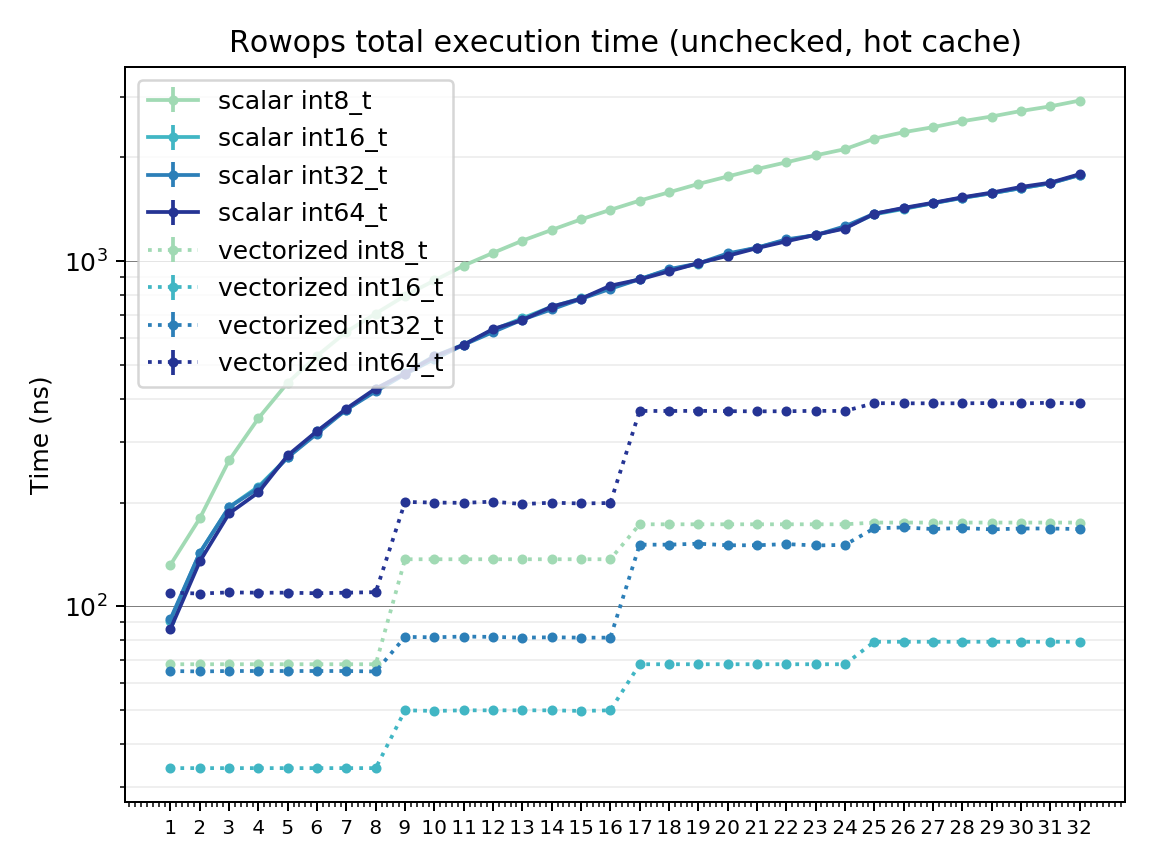 Rowops total execution time (unchecked, hot cache)
scalar int8_t
scalar int16_t
scalar int32_t
scalar int64_t
vectorized int8_t
vectorized int16_t
vectorized int32_t
vectorized int64_t
Time (ns)
10³
10²
1 2 3 4 5 6 7 8 9 10 11 12 13 14 15 16 17 18 19 20 21 22 23 24 25 26 27 28 29 30 31 32